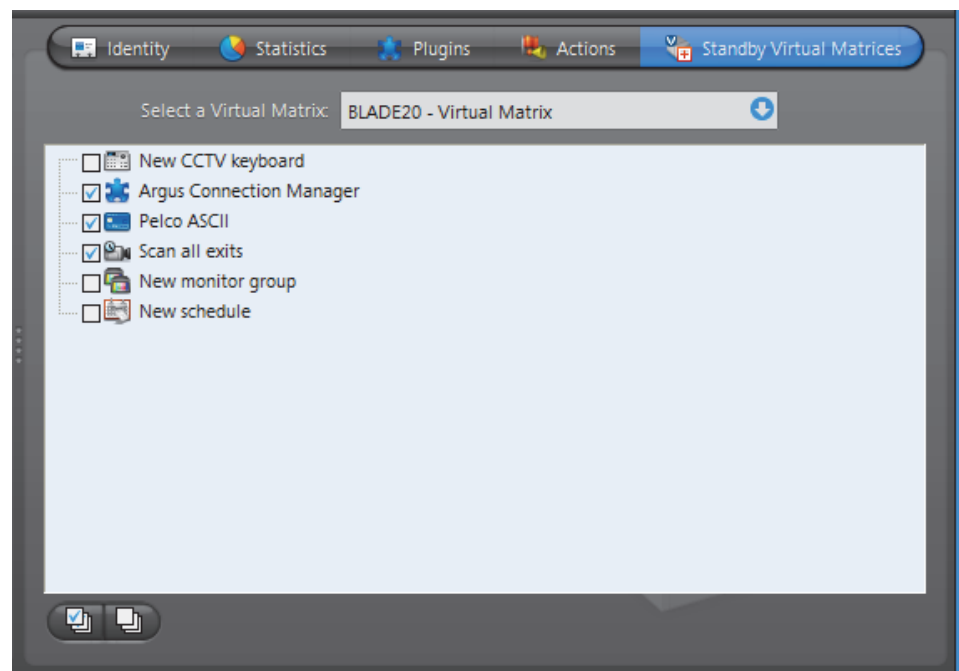 Identity Statistics Plugins Actions Standby Virtual Matrices
Select a Virtual Matrix: BLADE20 - Virtual Matrix
New CCTV keyboard
Argus Connection Manager
Pelco ASCII
Scan all exits
New monitor group
New schedule